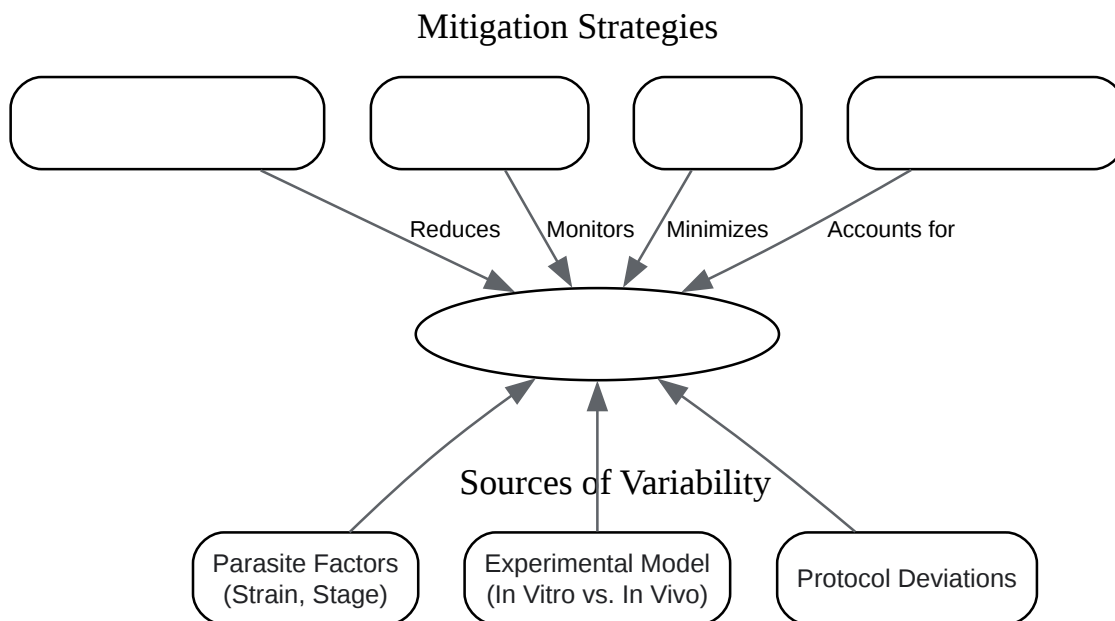 Mitigation Strategies
Reduces
Monitors
Minimizes
Accounts for
Sources of Variability
Parasite Factors
(Strain, Stage)
Experimental Model
(In Vitro vs. In Vivo)
Protocol Deviations